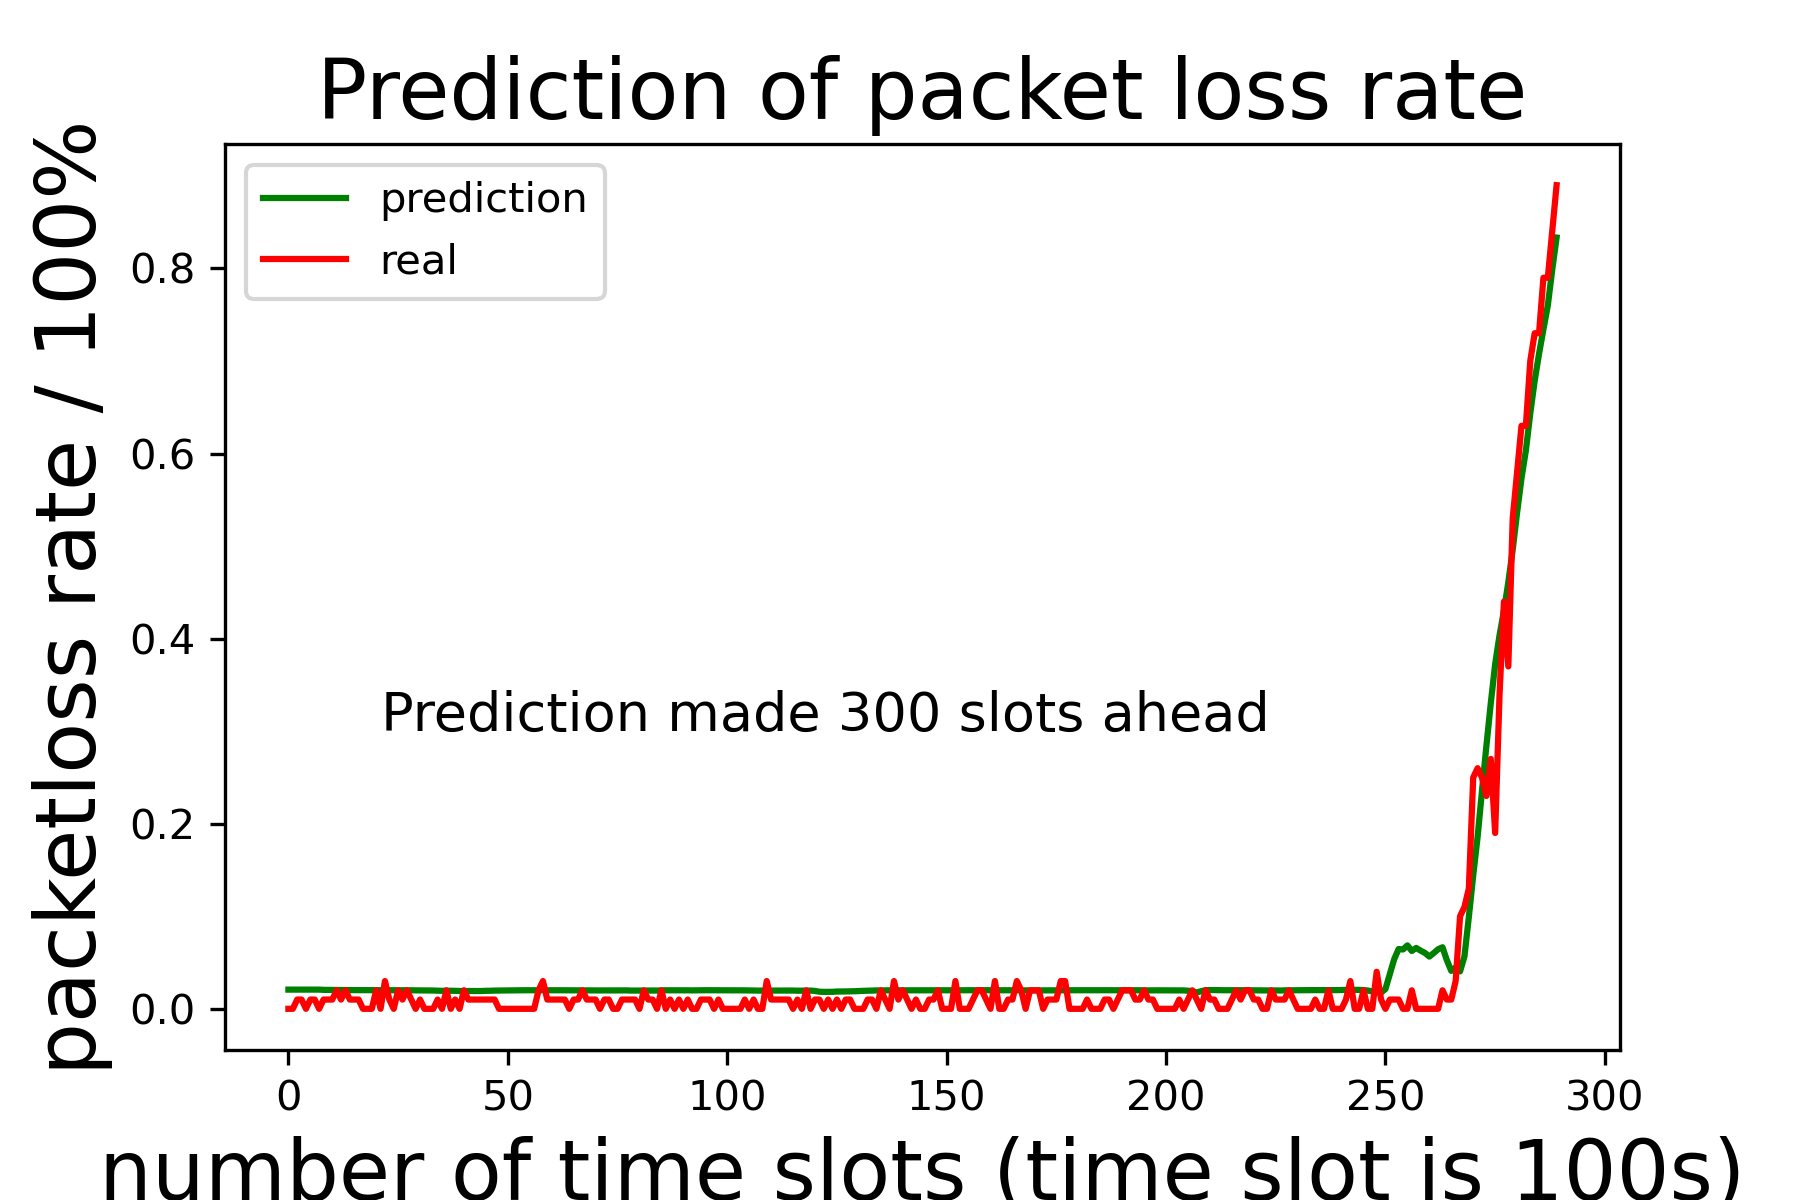 Prediction of packet loss rate
packetloss rate / 100%
prediction
real
0.8
0.6
0.4
0.2
0.0
Prediction made 300 slots ahead
0 50 100 150 200 250 300
number of time slots (time slot is 100s)